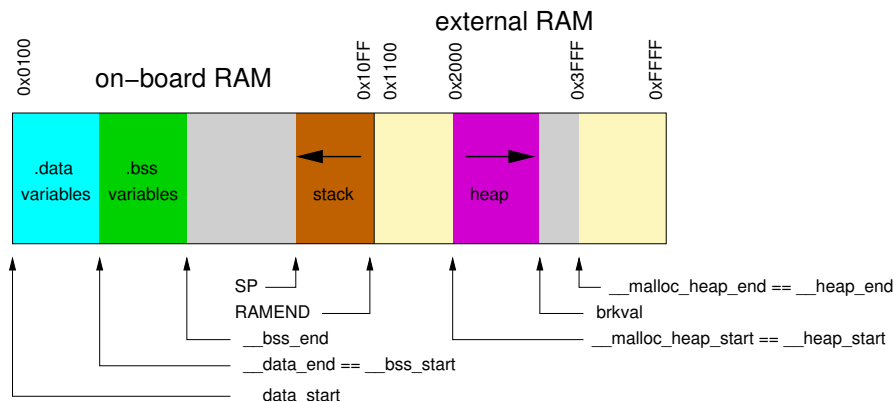 external RAM
on−board RAM
0x0100
0x10FF
0x1100
0x2000
0x3FFF
0xFFFF
.data
variables
.bss
variables
stack
heap
SP
RAMEND
__bss_end
__data_end == __bss_start
__data_start
__malloc_heap_end == __heap_end
brkval
__malloc_heap_start == __heap_start